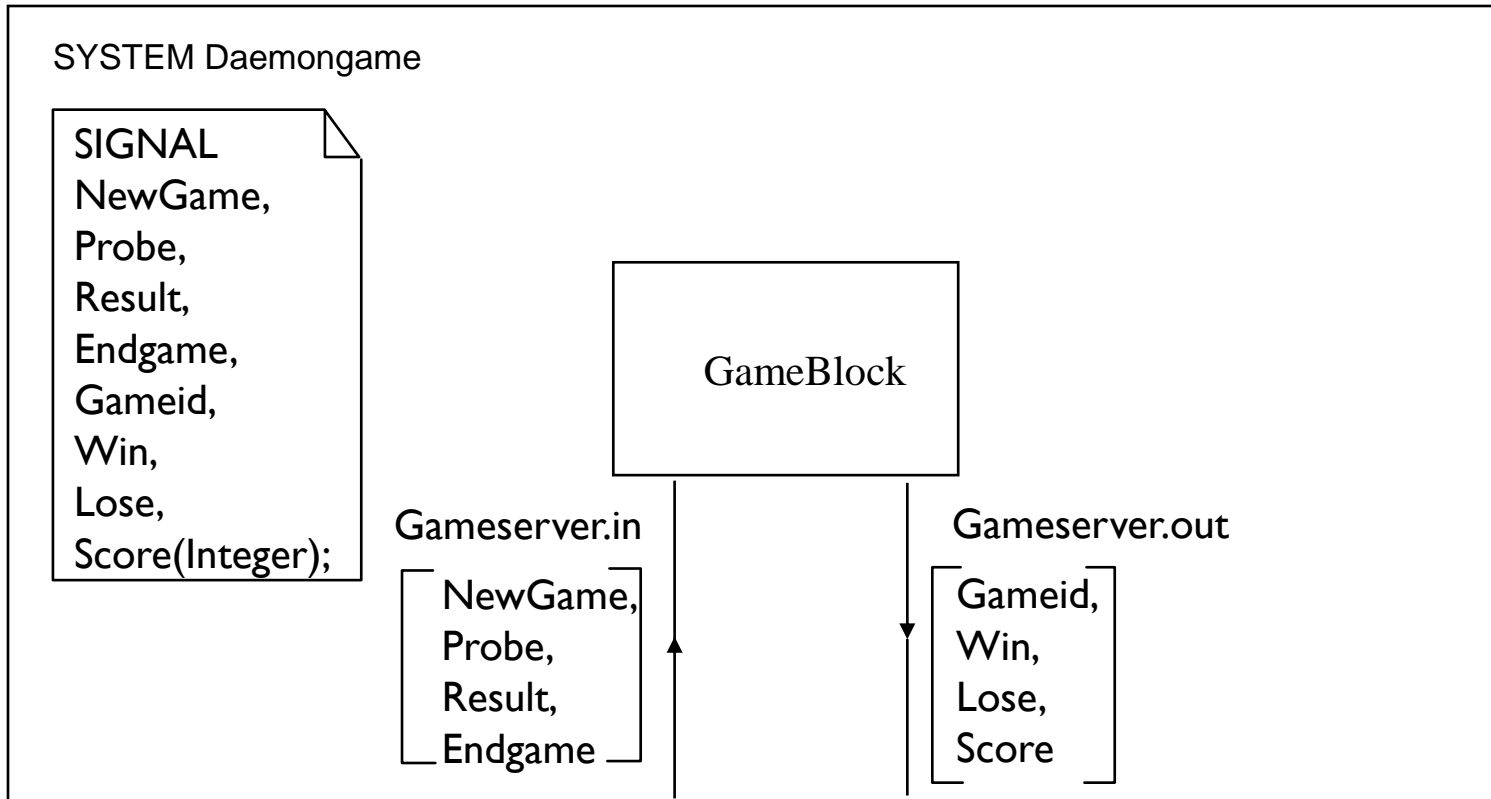 SYSTEM Daemongame
SIGNAL
NewGame,
Probe,
Result,
Endgame,
Gameid,
Win,
Lose,
Score(Integer);
GameBlock
Gameserver.in
NewGame,
Probe,
Result,
Endgame
Gameserver.out
Gameid,
Win,
Lose,
Score